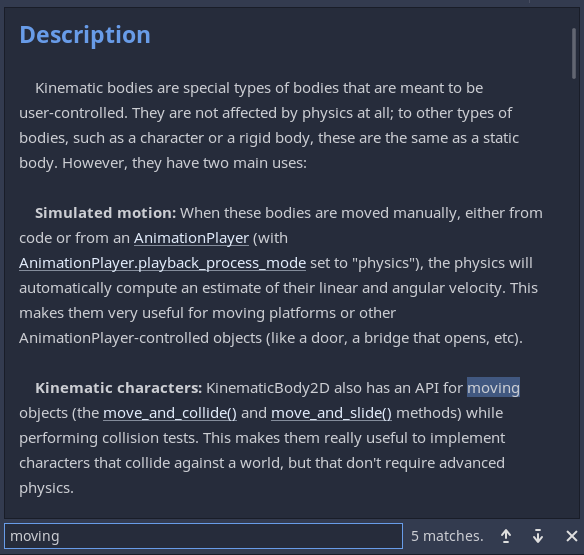 Description
Kinematic bodies are special types of bodies that are meant to be
user-controlled. They are not affected by physics at all; to other types of
bodies, such as a character or a rigid body, these are the same as a static
body. However, they have two main uses:
Simulated motion: When these bodies are moved manually, either from
code or from an AnimationPlayer (with
AnimationPlayer.playback_process_mode set to "physics"), the physics will
automatically compute an estimate of their linear and angular velocity. This
makes them very useful for moving platforms or other
AnimationPlayer-controlled objects (like a door, a bridge that opens, etc).
Kinematic characters: KinematicBody2D also has an API for moving
objects (the move_and_collide() and move_and_slide() methods) while
performing collision tests. This makes them really useful to implement
characters that collide against a world, but that don't require advanced
physics.
moving 5 matches.